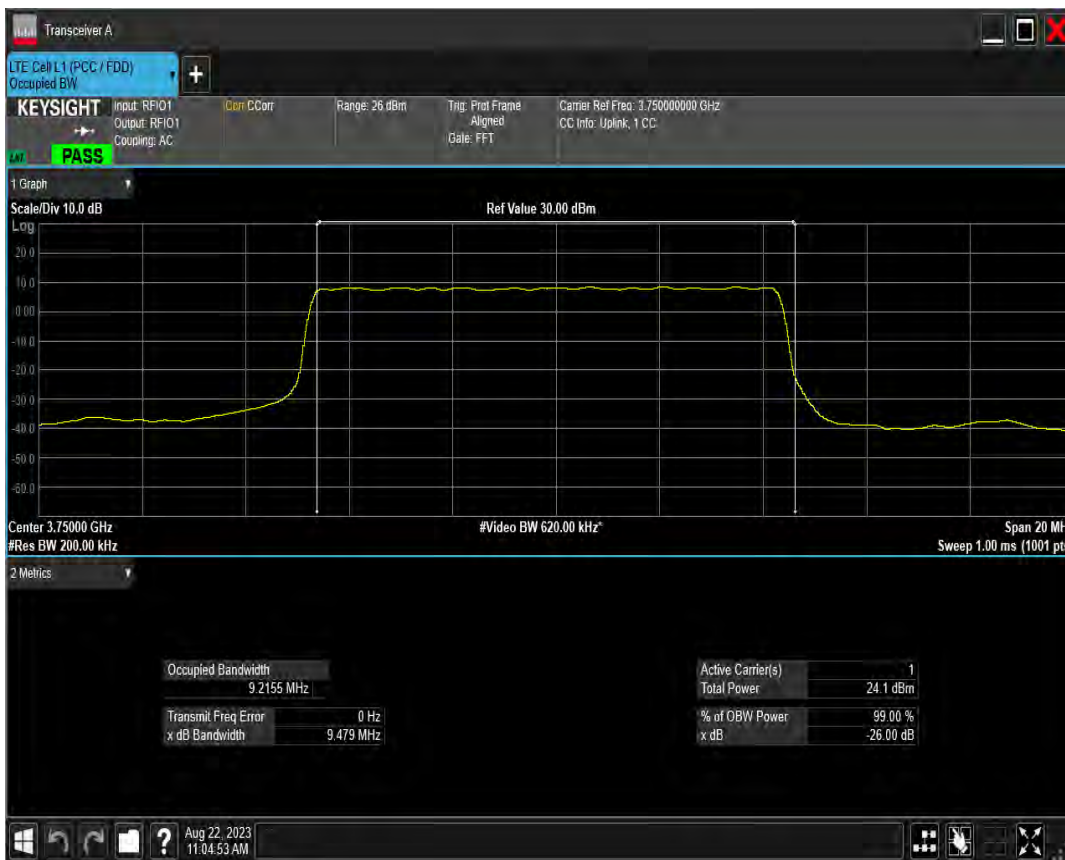 Transceiver A
LTE Cell L1 (PCC / FDD)
Occupied BW
+
KEYSIGHT
PASS
Input: RFIO1
Output: RFIO1
Coupling: AC
Corr CCorr
Range: 26 dBm
Trig: Prot Frame
Aligned
Gate: FFT
Carrier Ref Freq: 3.750000000 GHz
CC Info: Uplink, 1 CC
1 Graph
Scale/Div 10.0 dB
Ref Value 30.00 dBm
Log
20.0
10.0
0.00
-10.0
-20.0
-30.0
-40.0
-50.0
-60.0
Center 3.75000 GHz
#Video BW 620.00 kHz*
Span 20 MH
#Res BW 200.00 kHz
Sweep 1.00 ms (1001 pt
2 Metrics
Occupied Bandwidth
9.2155 MHz
Transmit Freq Error 0 Hz
x dB Bandwidth 9.479 MHz
Active Carrier(s) 1
Total Power 24.1 dBm
% of OBW Power 99.00 %
x dB -26.00 dB
?
Aug 22, 2023
11:04:53 AM